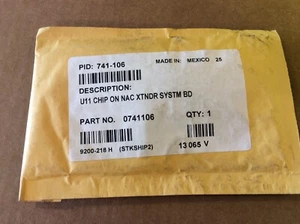 PID: 741-106 MADE IN: MEXICO 25
DESCRIPTION:
U11 CHIP ON NAC XTNDR SYSTM BD
PART NO. 0741106 QTY: 1
9200-218 H (STKSHIP2) 13 065 V